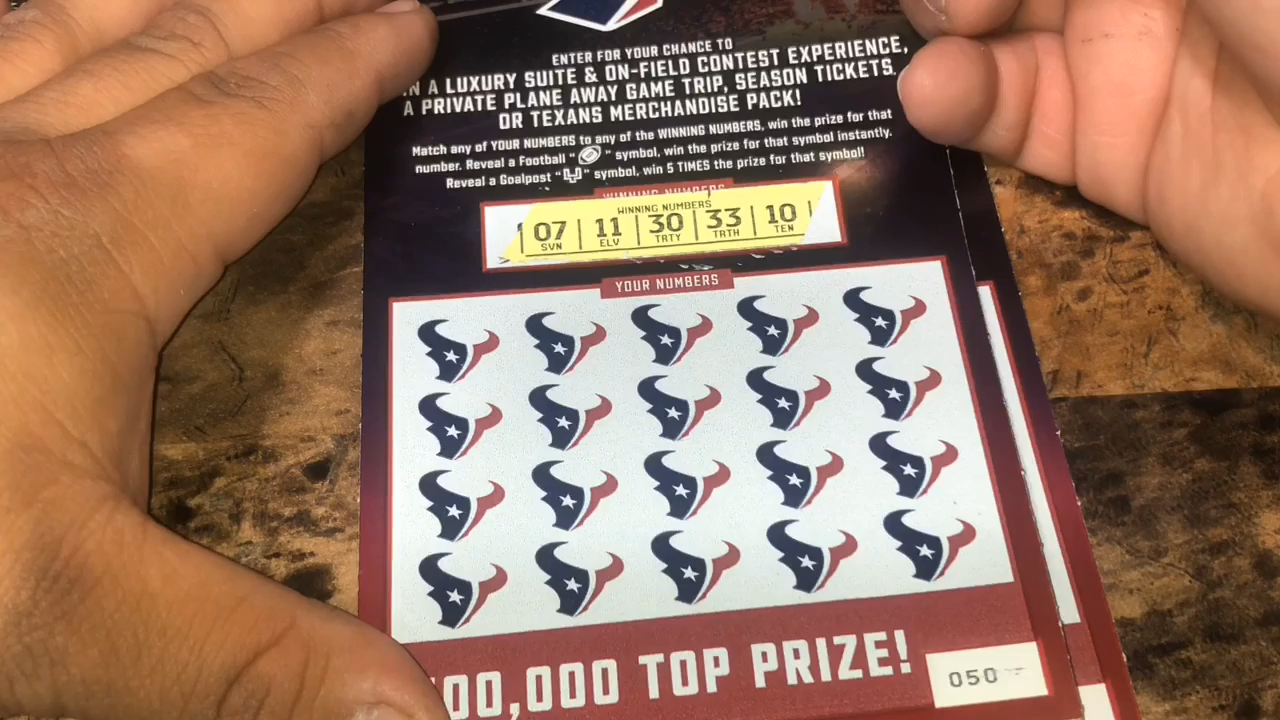 ENTER FOR YOUR CHANCE TO
A LUXURY SUITE & ON-FIELD CONTEST EXPERIENCE,
A PRIVATE PLANE AWAY GAME TRIP, SEASON TICKETS,
OR TEXANS MERCHANDISE PACK!
Match any of YOUR NUMBERS to any of the WINNING NUMBERS, win the prize for that
number. Reveal a Football " " symbol, win the prize for that symbol instantly.
Reveal a Goalpost " " symbol, win 5 TIMES the prize for that symbol!
WINNING NUMBERS
WINNING NUMBERS
07 11 30 33 10
SVN ELV TRTY TRTH TEN
YOUR NUMBERS
00,000 TOP PRIZE!
050